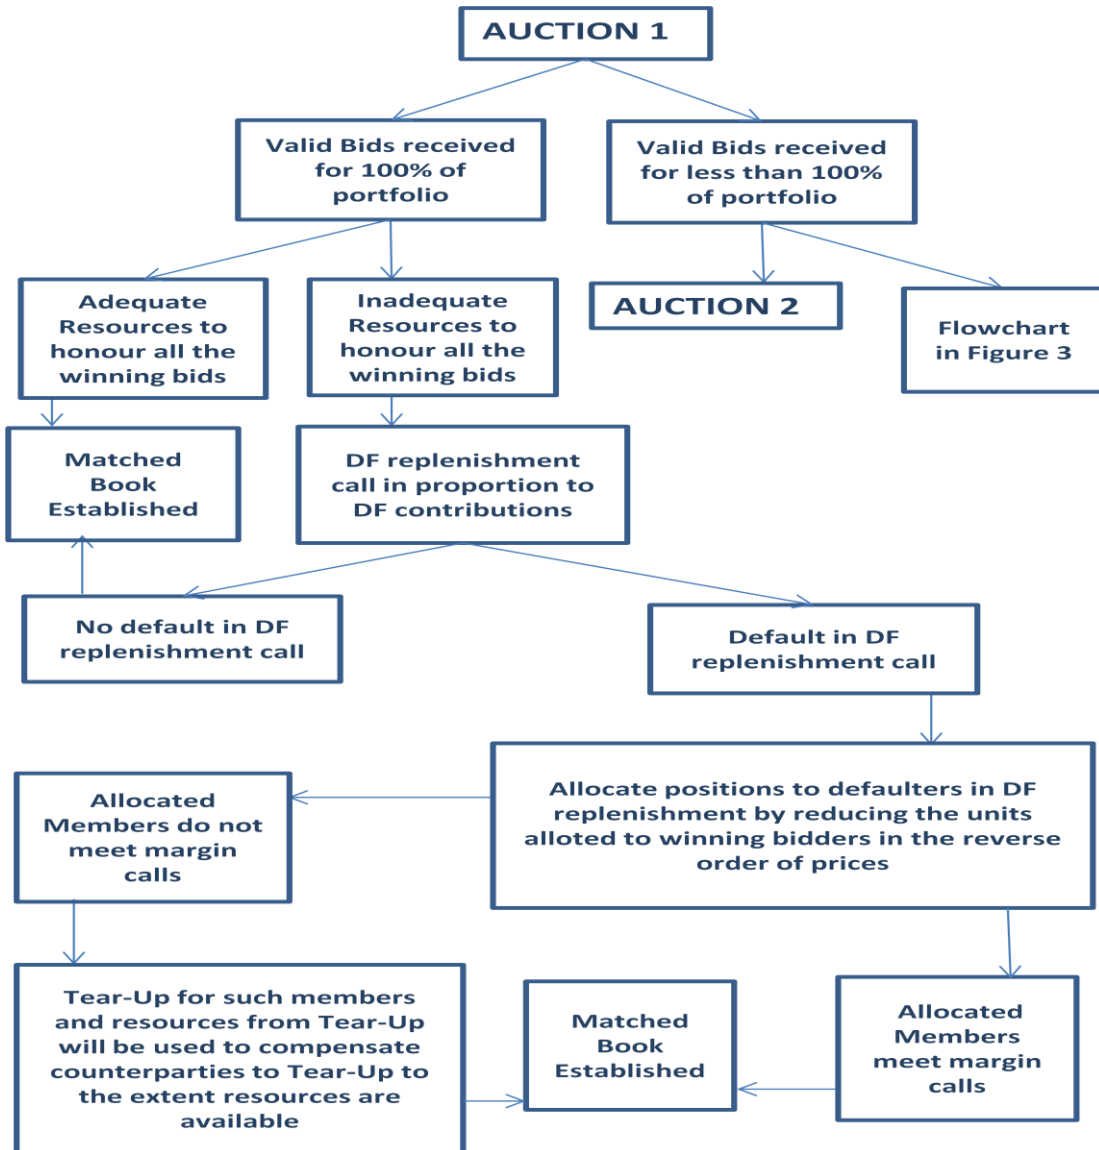 AUCTION 1
Valid Bids received
for 100% of
portfolio
Valid Bids received
for less than 100%
of portfolio
Adequate
Resources to
honour all the
winning bids
Inadequate
Resources to
honour all the
winning bids
AUCTION 2
Flowchart
in Figure 3
Matched
Book
Established
DF replenishment
call in proportion to
DF contributions
No default in DF
replenishment call
Default in DF
replenishment call
Allocated
Members do not
meet margin
calls
Allocate positions to defaulters in DF
replenishment by reducing the units
alloted to winning bidders in the reverse
order of prices
Tear-Up for such members
and resources from Tear-Up
will be used to compensate
counterparties to Tear-Up to
the extent resources are
available
Matched
Book
Established
Allocated
Members
meet margin
calls